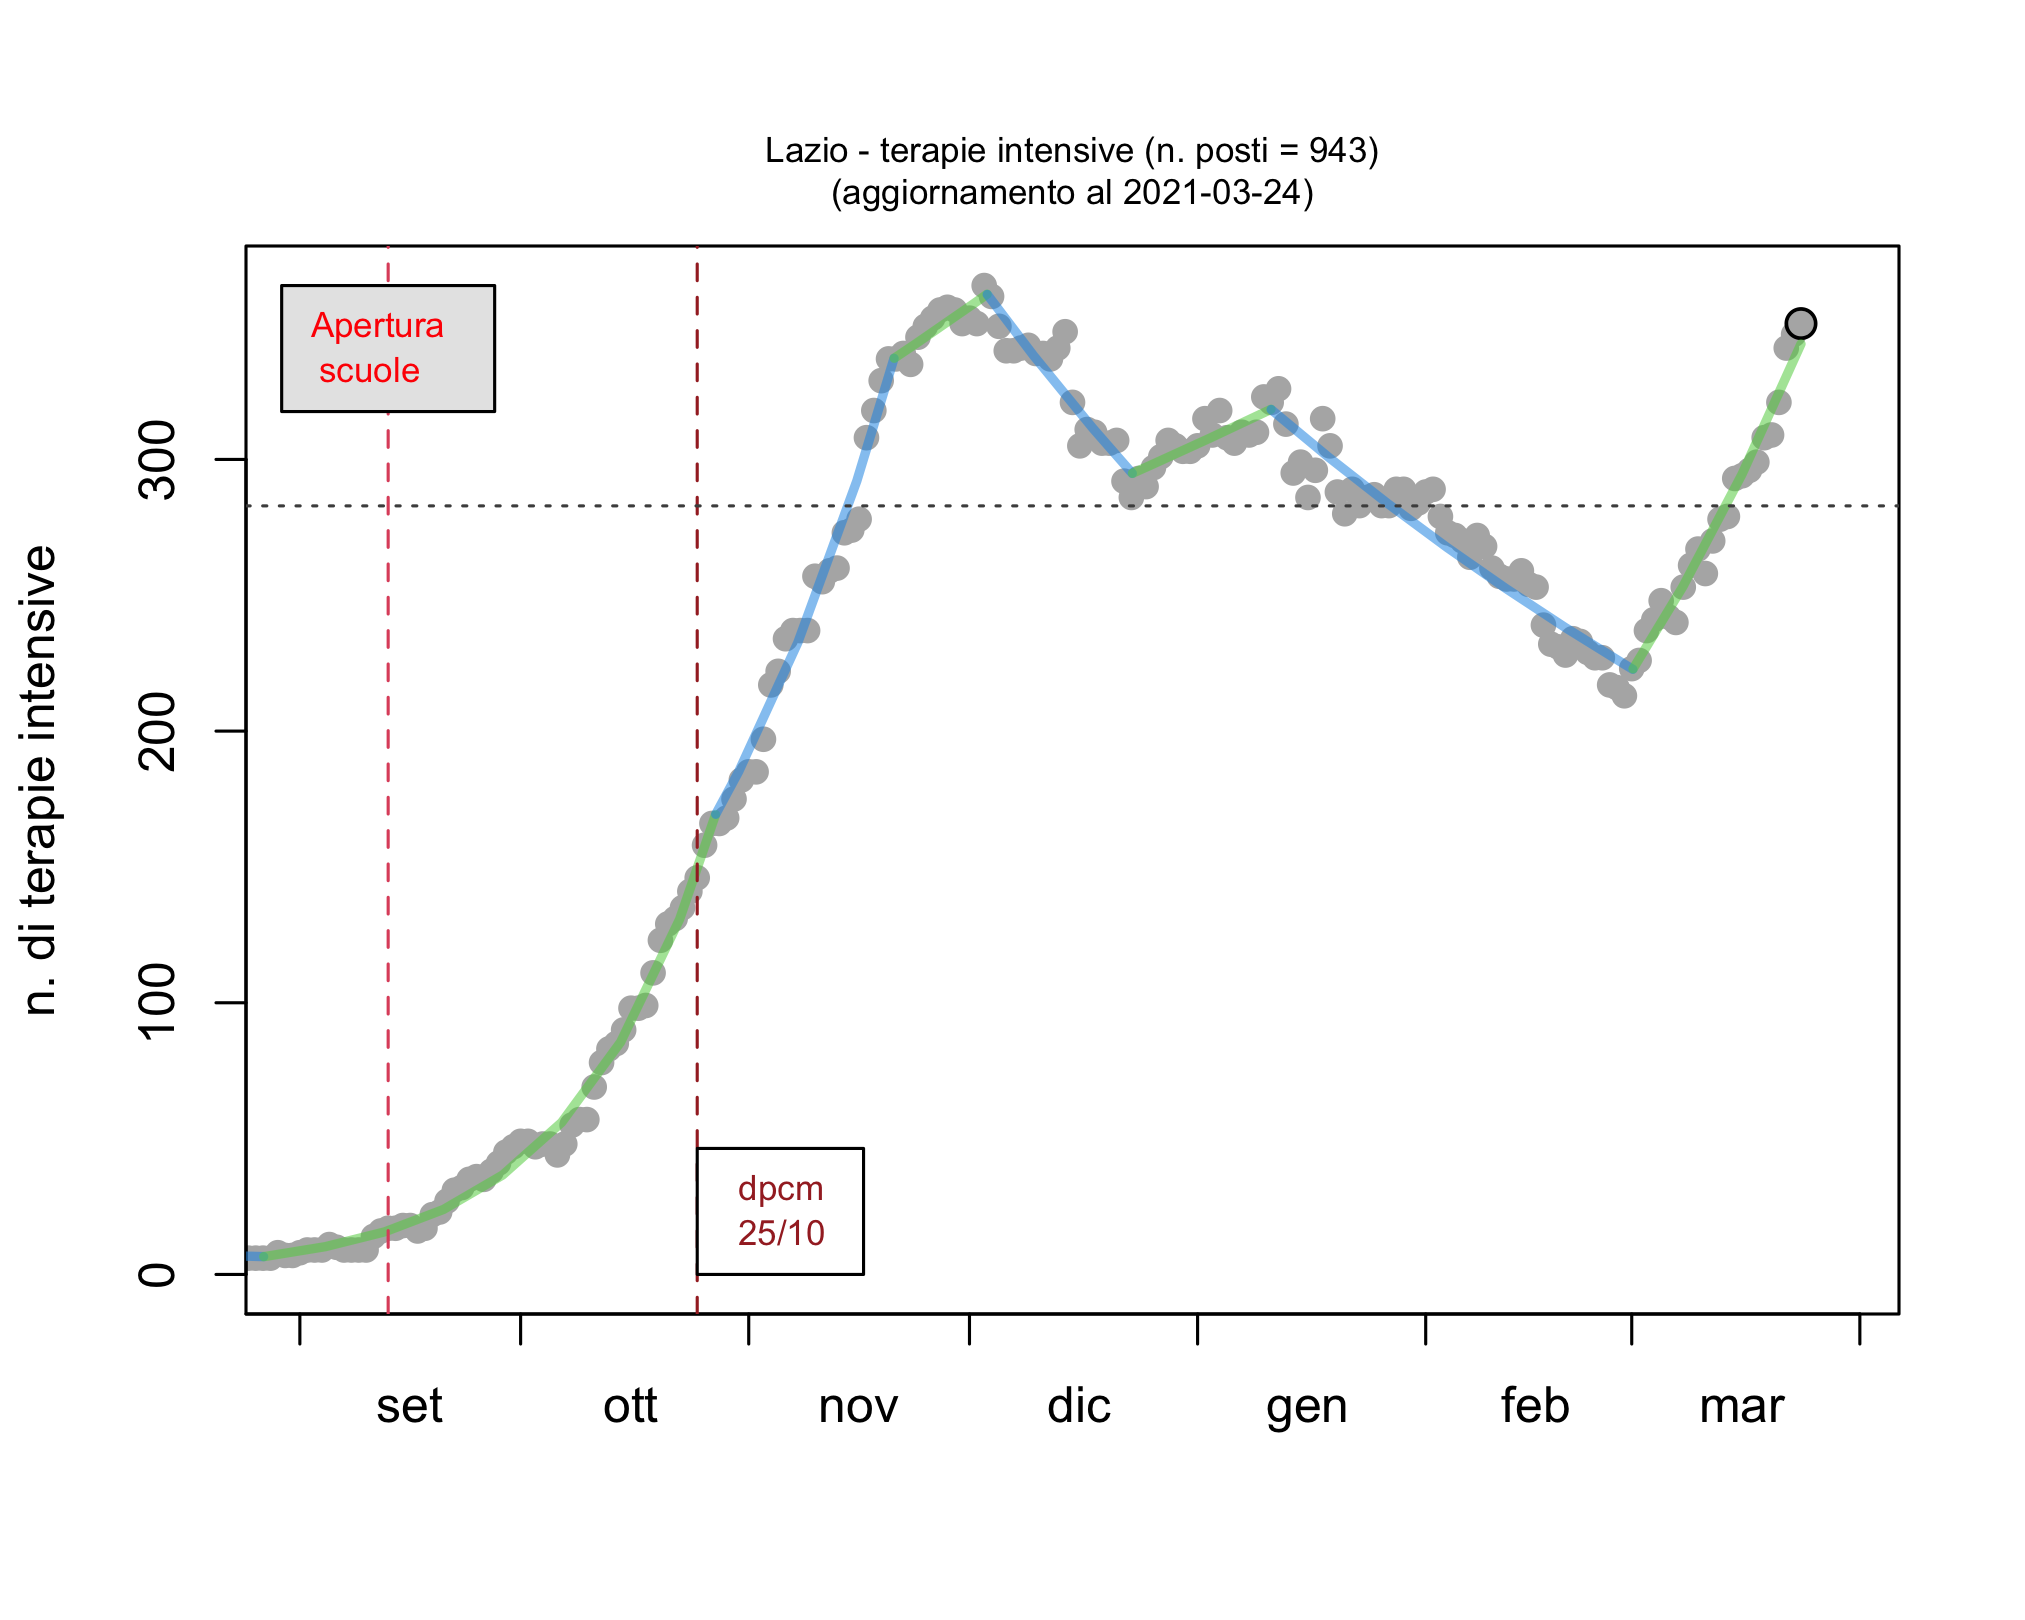 Lazio - terapie intensive (n. posti = 943)
(aggiornamento al 2021-03-24)
Apertura
scuole
n. di terapie intensive
300
200
100
0
dpcm
25/10
set ott nov dic gen feb mar